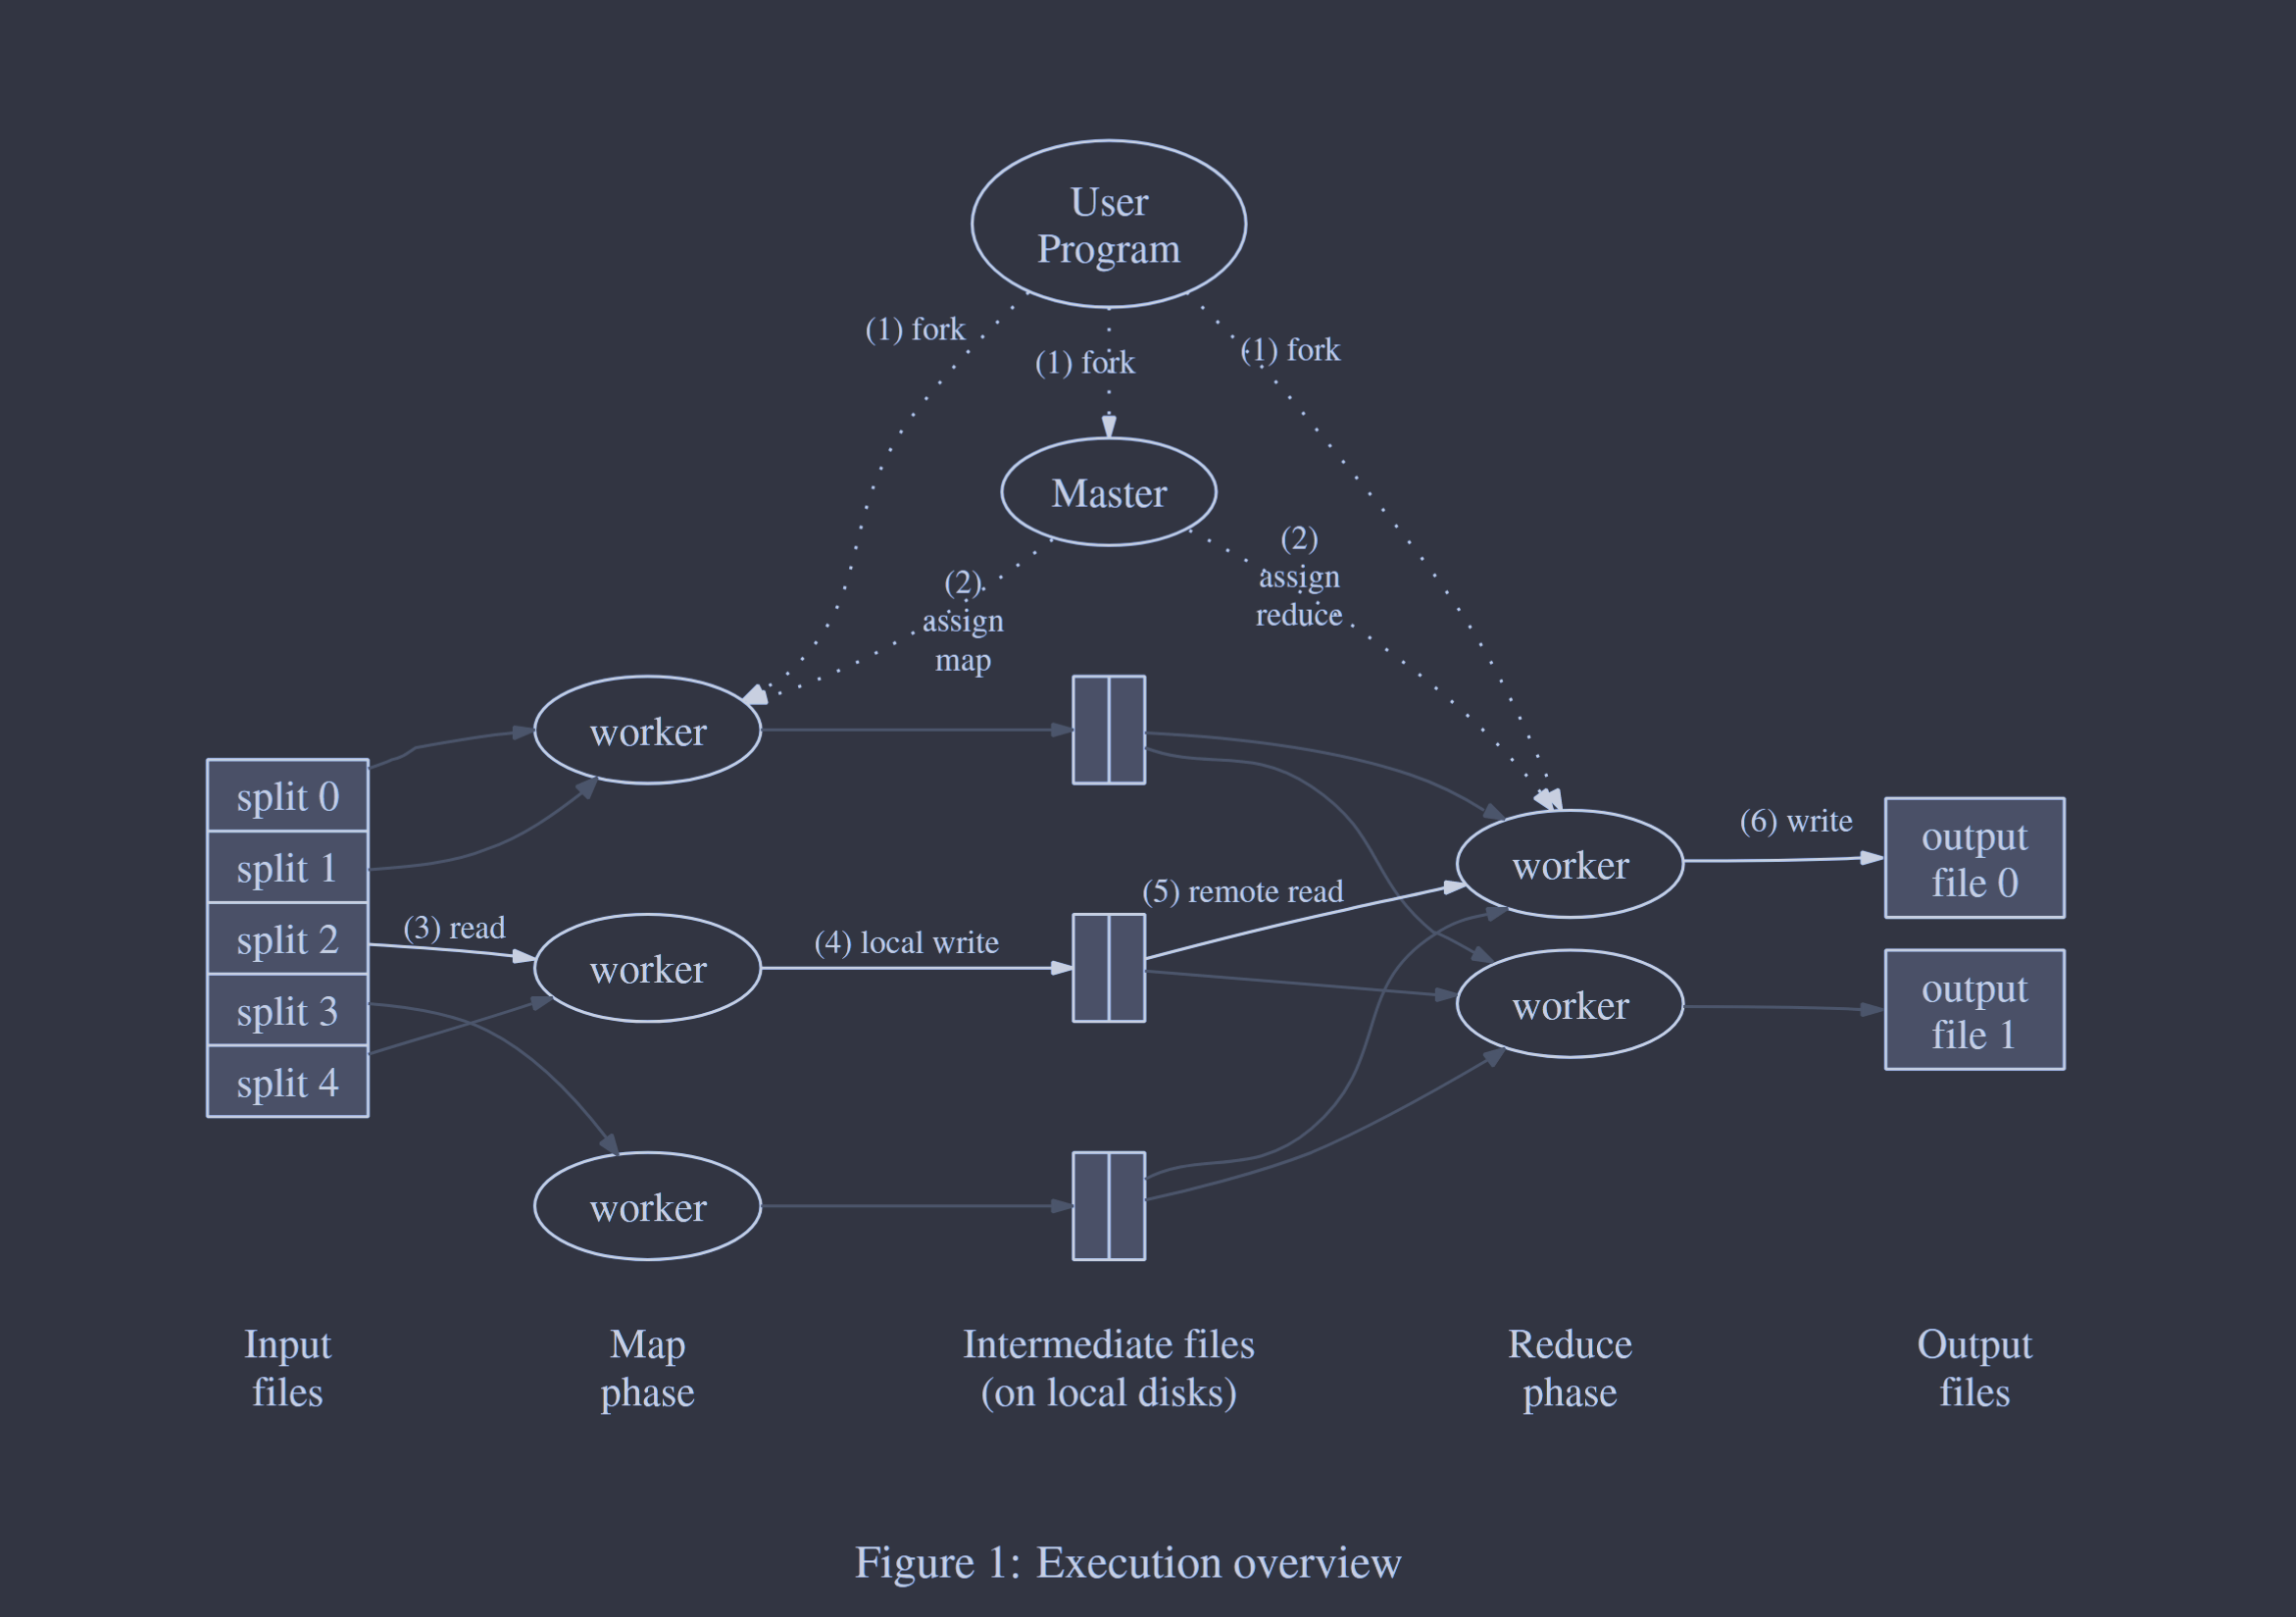 User
Program
(1) fork
(1) fork
(1) fork
Master
(2)
assign
map
(2)
assign
reduce
worker
split 0
split 1
split 2
split 3
split 4
(3) read
worker
(4) local write
(5) remote read
worker
(6) write
output
file 0
worker
output
file 1
worker
Input
files
Map
phase
Intermediate files
(on local disks)
Reduce
phase
Output
files
Figure 1: Execution overview